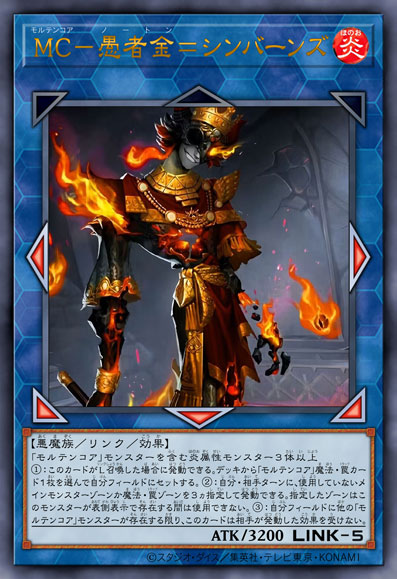 モルテンコア ノートン
MC－愚者金＝シンバーンズ
ほのお
炎
【悪魔族／リンク／効果】
「モルテンコア」モンスターを含む炎属性モンスター３体以上
①：このカードがＬ召喚した場合に発動できる。デッキから「モルテンコア」魔法・罠カー
ド１枚を選んで自分フィールドにセットする。②：自分・相手ターンに、使用していないメ
インモンスターゾーンか魔法・罠ゾーンを３か所指定して発動できる。指定したゾーンはこ
のモンスターが表側表示で存在する間は使用できない。③：自分フィールドに他の「モ
ルテンコア」モンスターが存在する限り、このカードは相手が発動した効果を受けない。
ATK/3200 LINK-5
©スタジオ・ダイス／集英社・テレビ東京・KONAMI